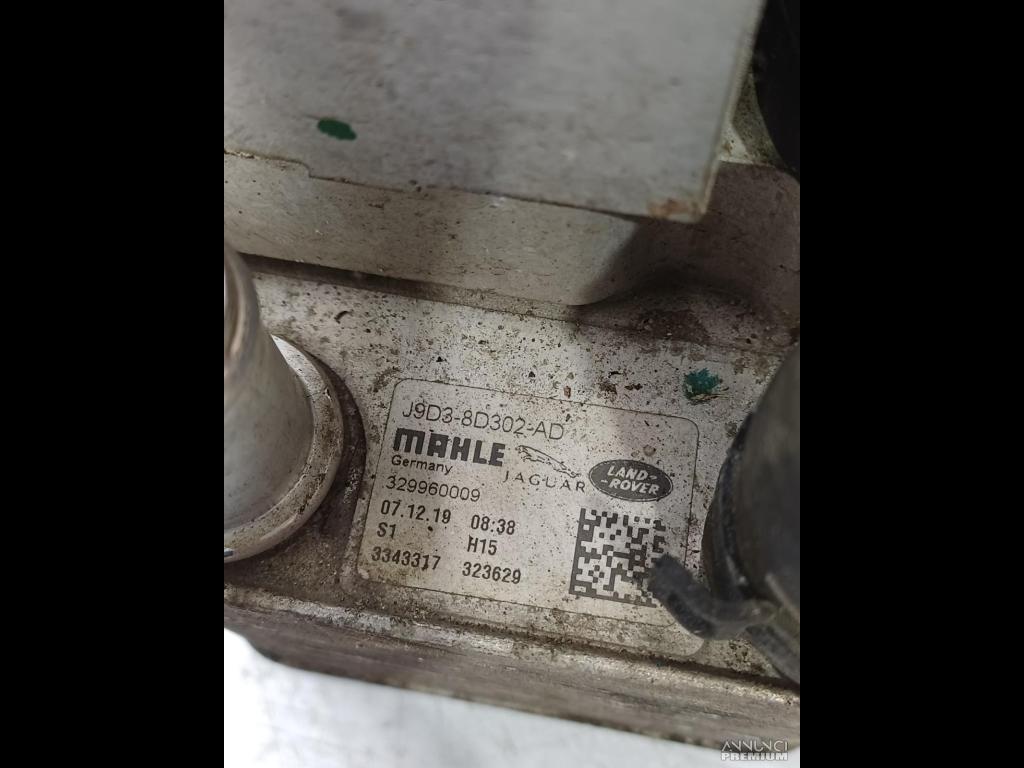 J9D3-8D302-AD
MAHLE
Germany
JAGUAR
LAND-
-ROVER
329960009
07.12.19 08:38
S1 H15
3343317 323629
ANNUNCI
PREMIUM